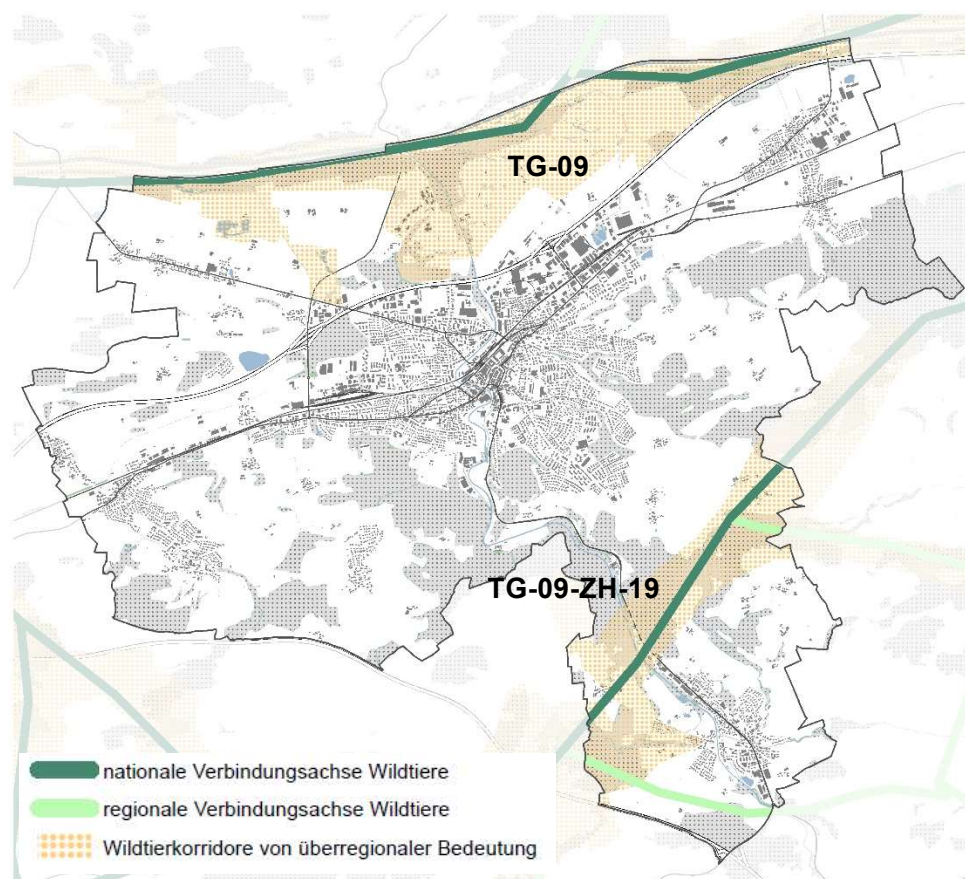 TG-09
TG-09-ZH-19
nationale Verbindungsachse Wildtiere
regionale Verbindungsachse Wildtiere
Wildtierkorridore von überregionaler Bedeutung